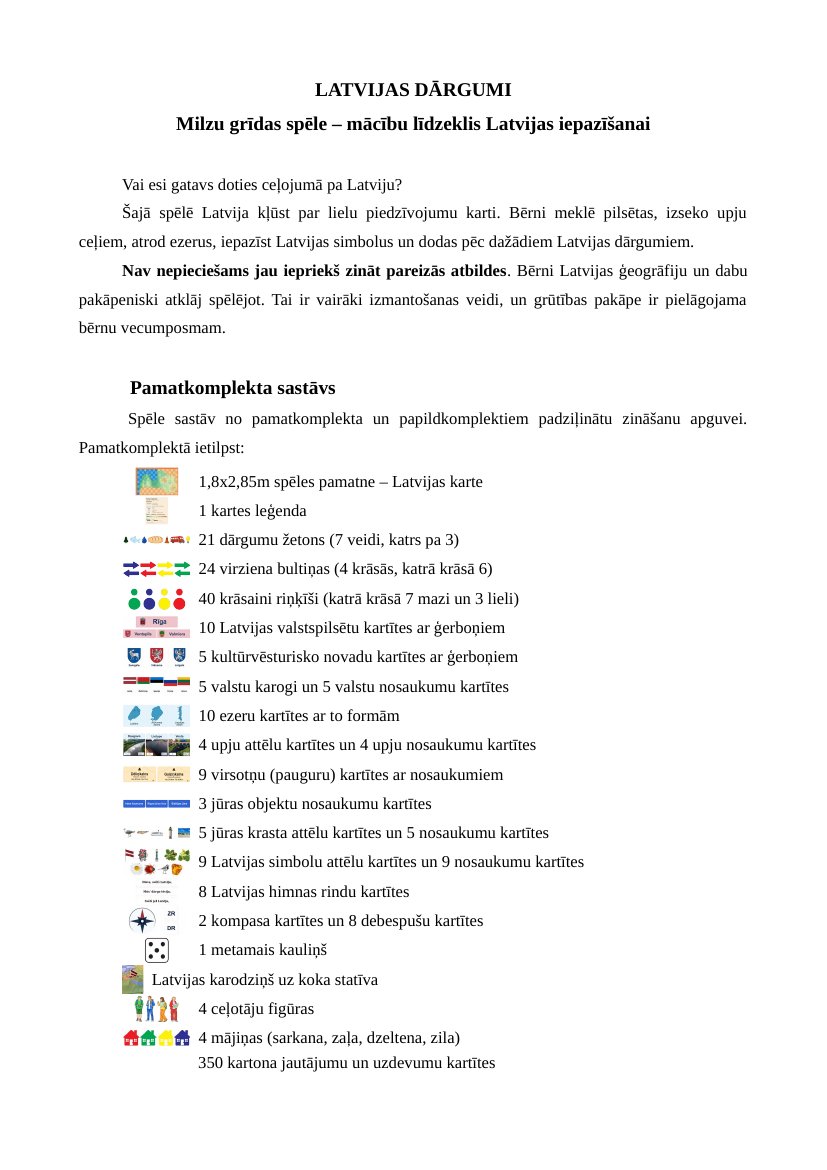 LATVIJAS DĀRGUMI
Milzu grīdas spēle – mācību līdzeklis Latvijas iepazīšanai
Vai esi gatavs doties ceļojumā pa Latviju?
Šajā spēlē Latvija kļūst par lielu piedzīvojumu karti. Bērni meklē pilsētas, izseko upju
ceļiem, atrod ezerus, iepazīst Latvijas simbolus un dodas pēc dažādiem Latvijas dārgumiem.
Nav nepieciešams jau iepriekš zināt pareizās atbildes. Bērni Latvijas ģeogrāfiju un dabu
pakāpeniski atklāj spēlējot. Tai ir vairāki izmantošanas veidi, un grūtības pakāpe ir pielāgojama
bērnu vecumposmam.
Pamatkomplekta sastāvs
Spēle sastāv no pamatkomplekta un papildkomplektiem padziļinātu zināšanu apguvei.
Pamatkomplektā ietilpst:
1,8x2,85m spēles pamatne – Latvijas karte
1 kartes leģenda
21 dārgumu žetons (7 veidi, katrs pa 3)
24 virziena bultiņas (4 krāsās, katrā krāsā 6)
40 krāsaini riņķīši (katrā krāsā 7 mazi un 3 lieli)
Rīga
Ventspils Valmiera
10 Latvijas valstspilsētu kartītes ar ģerboņiem
5 kultūrvēsturisko novadu kartītes ar ģerboņiem
5 valstu karogi un 5 valstu nosaukumu kartītes
10 ezeru kartītes ar to formām
4 upju attēlu kartītes un 4 upju nosaukumu kartītes
9 virsotņu (pauguru) kartītes ar nosaukumiem
3 jūras objektu nosaukumu kartītes
5 jūras krasta attēlu kartītes un 5 nosaukumu kartītes
9 Latvijas simbolu attēlu kartītes un 9 nosaukumu kartītes
8 Latvijas himnas rindu kartītes
ZR
DR
2 kompasa kartītes un 8 debespušu kartītes
1 metamais kauliņš
Latvijas karodziņš uz koka statīva
4 ceļotāju figūras
4 mājiņas (sarkana, zaļa, dzeltena, zila)
350 kartona jautājumu un uzdevumu kartītes